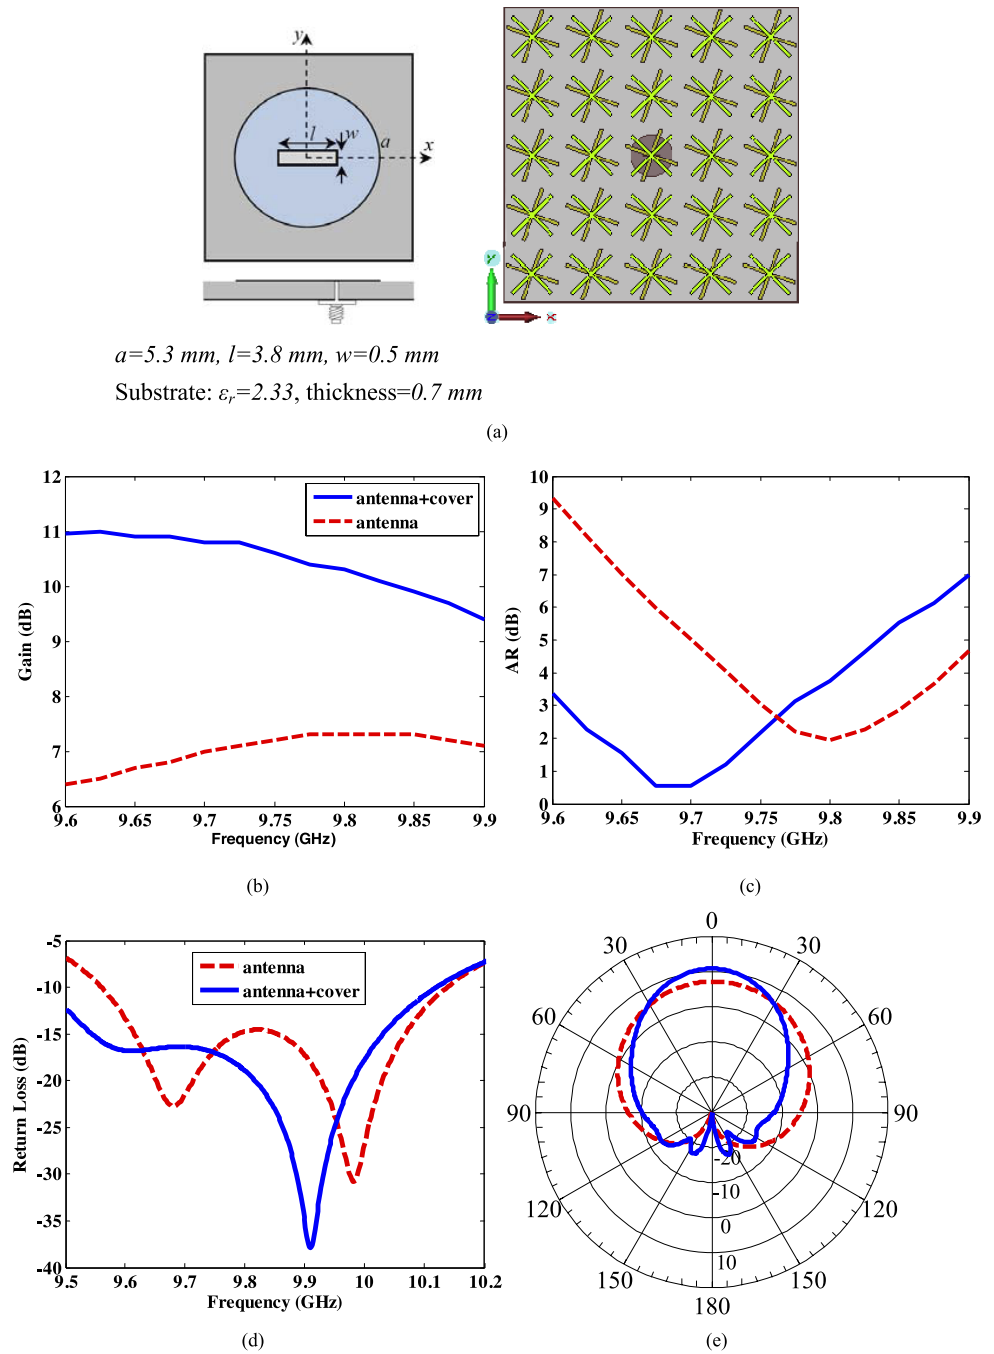 y
l
w
a
x
y
x
a=5.3 mm, l=3.8 mm, w=0.5 mm
Substrate: εr=2.33, thickness=0.7 mm
(a)
12
11
10
9
8
7
6
Gain (dB)
antenna+cover
antenna
9.6 9.65 9.7 9.75 9.8 9.85 9.9
Frequency (GHz)
(b)
10
9
8
7
6
5
4
3
2
1
0
AR (dB)
9.6 9.65 9.7 9.75 9.8 9.85 9.9
Frequency (GHz)
(c)
-5
-10
-15
-20
-25
-30
-35
-40
Return Loss (dB)
antenna
antenna+cover
9.5 9.6 9.7 9.8 9.9 10 10.1 10.2
Frequency (GHz)
(d)
0
30 30
60 60
90 90
-20
-10
0
10
120 120
150 150
180
(e)